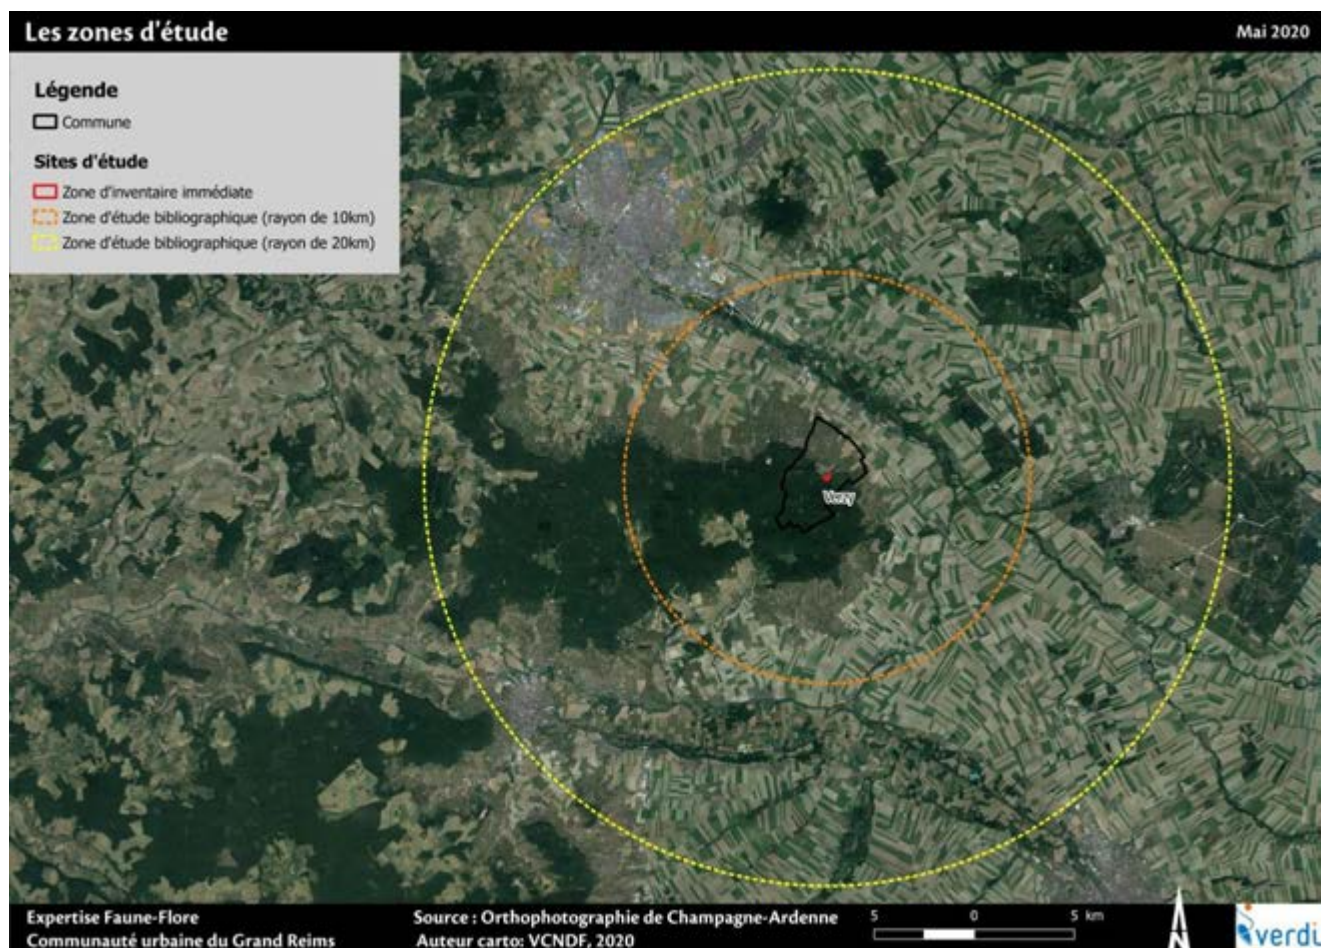 Les zones d'étude
Mai 2020
Légende
Commune
Sites d'étude
Zone d'inventaire immédiate
Zone d'étude bibliographique (rayon de 10km)
Zone d'étude bibliographique (rayon de 20km)
Verzy
Expertise Faune-Flore
Communauté urbaine du Grand Reims
Source : Orthophotographie de Champagne-Ardenne
Auteur carto: VCNDF, 2020
5 0 5 km
verdi